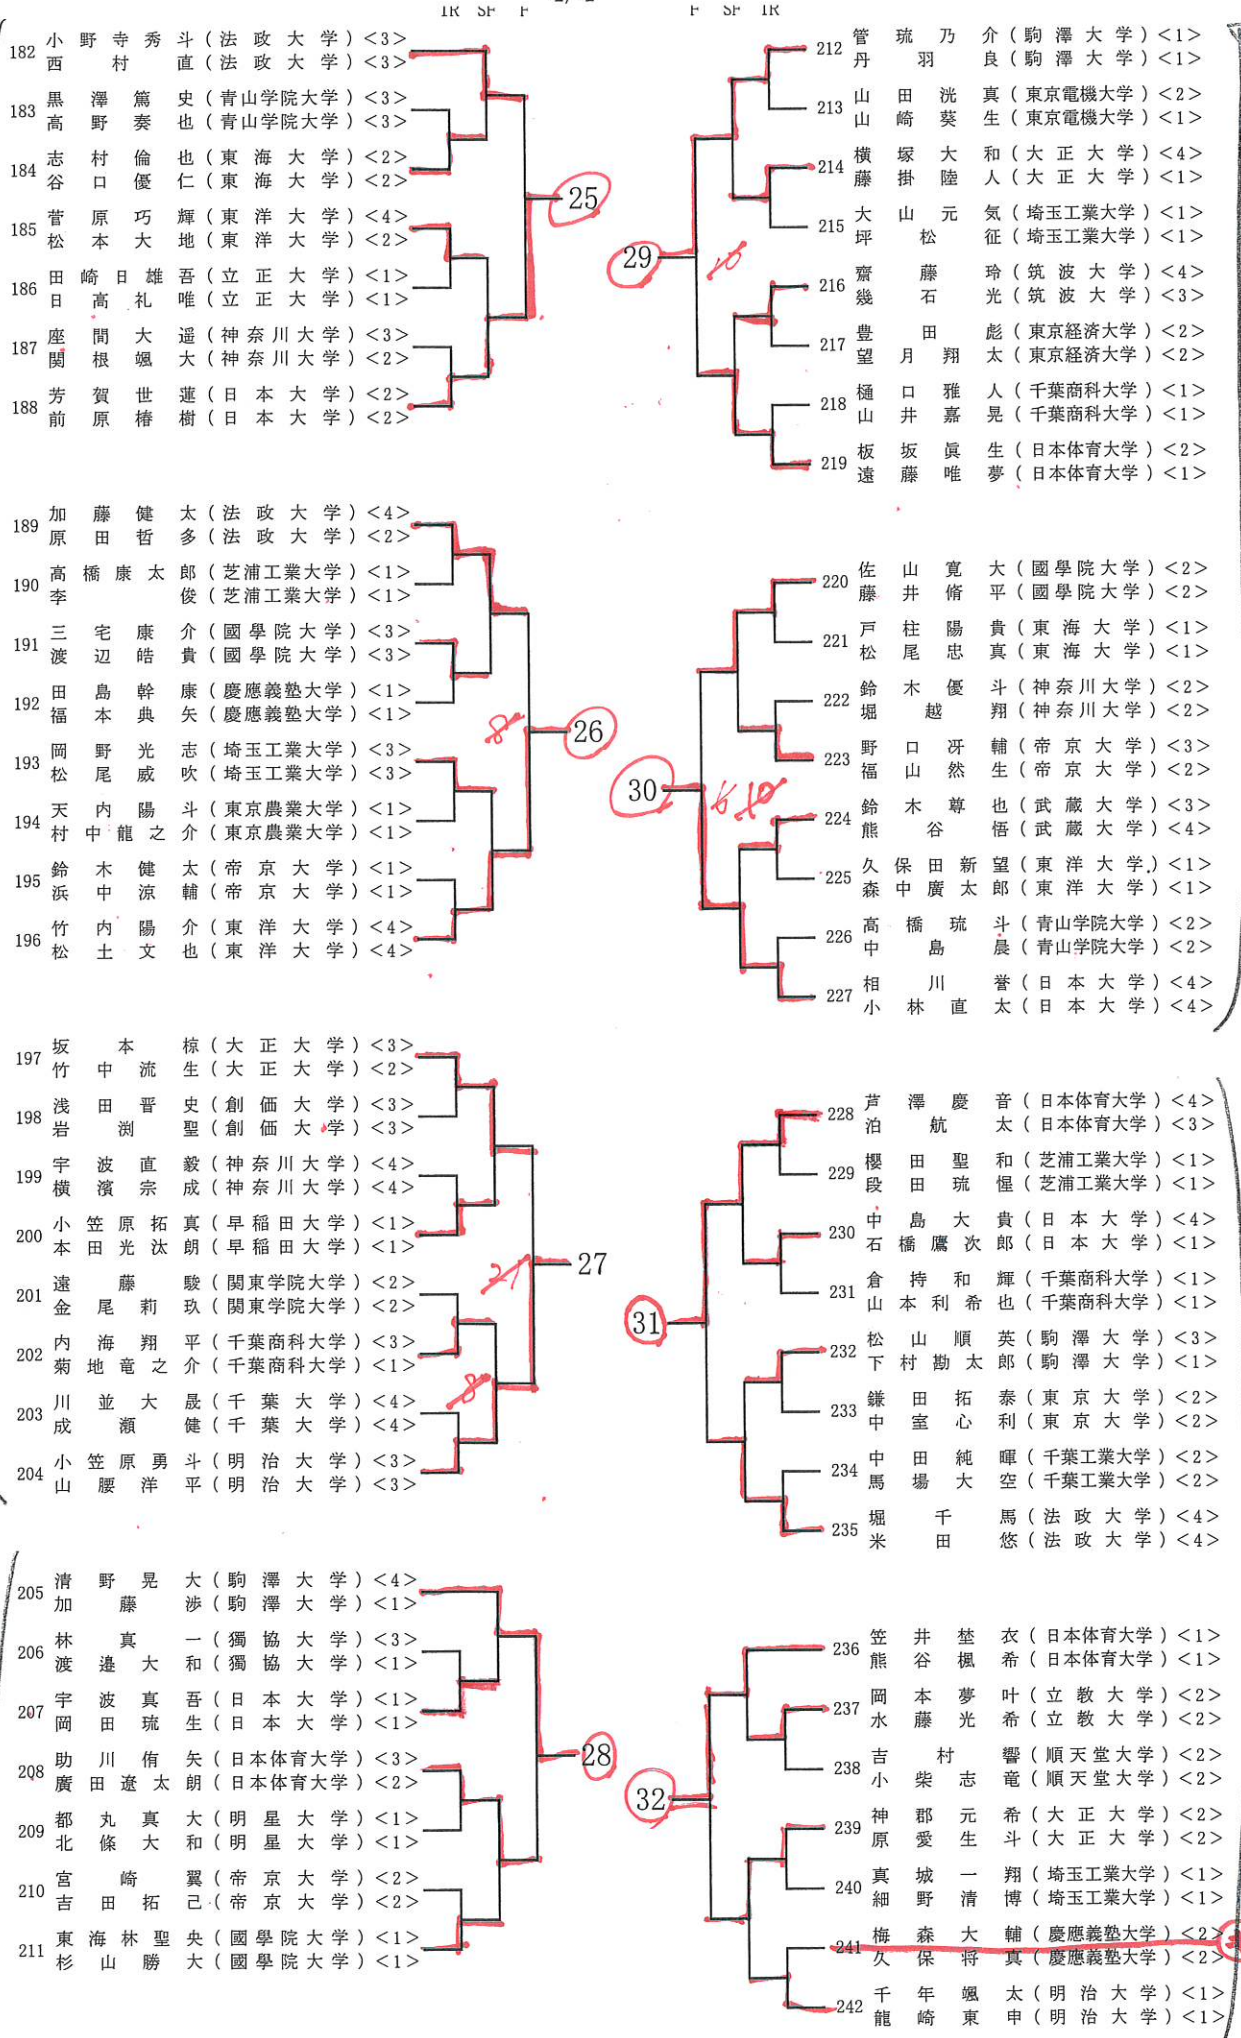 1R SF F
F SF 1R
182 小野寺秀斗(法政大学)<3>
西村直(法政大学)<3>
183 黒澤篤史(青山学院大学)<3>
高野奏也(青山学院大学)<3>
184 志村倫也(東海大学)<2>
谷口優仁(東海大学)<2>
185 菅原巧輝(東洋大学)<4>
松本大地(東洋大学)<2>
186 田崎日雄吾(立正大学)<1>
日高礼唯(立正大学)<1>
187 座間大遥(神奈川大学)<3>
関根颯大(神奈川大学)<2>
188 芳賀世蓮(日本大学)<2>
前原椿樹(日本大学)<2>
25
189 加藤健太(法政大学)<4>
原田哲多(法政大学)<2>
190 高橋康太郎(芝浦工業大学)<1>
李俊(芝浦工業大学)<1>
191 三宅康介(國學院大学)<3>
渡辺皓貴(國學院大学)<3>
192 田島幹康(慶應義塾大学)<1>
福本典矢(慶應義塾大学)<1>
193 岡野光志(埼玉工業大学)<3>
松尾威吹(埼玉工業大学)<3>
194 天内陽斗(東京農業大学)<1>
村中龍之介(東京農業大学)<1>
195 鈴木健太(帝京大学)<1>
浜中涼輔(帝京大学)<1>
196 竹内陽介(東洋大学)<4>
松土文也(東洋大学)<4>
8
26
197 坂本椋(大正大学)<3>
竹中流生(大正大学)<2>
198 浅田晋史(創価大学)<3>
岩渕聖(創価大学)<3>
199 宇波直毅(神奈川大学)<4>
横濱宗成(神奈川大学)<4>
200 小笠原拓真(早稲田大学)<1>
本田光汰朗(早稲田大学)<1>
201 遠藤駿(関東学院大学)<2>
金尾莉玖(関東学院大学)<2>
202 内海翔平(千葉商科大学)<3>
菊地竜之介(千葉商科大学)<1>
203 川並大晟(千葉大学)<4>
成瀬健(千葉大学)<4>
204 小笠原勇斗(明治大学)<3>
山腰洋平(明治大学)<3>
21
8
27
205 清野晃大(駒澤大学)<4>
加藤渉(駒澤大学)<1>
206 林真一(獨協大学)<3>
渡邉大和(獨協大学)<1>
207 宇波真吾(日本大学)<1>
岡田琉生(日本大学)<1>
208 助川侑矢(日本体育大学)<3>
廣田遼太朗(日本体育大学)<2>
209 都丸真大(明星大学)<1>
北條大和(明星大学)<1>
210 宮崎翼(帝京大学)<2>
吉田拓己(帝京大学)<2>
211 東海林聖央(國學院大学)<1>
杉山勝大(國學院大学)<1>
28
212 管琉乃介(駒澤大学)<1>
丹羽良(駒澤大学)<1>
213 山田洸真(東京電機大学)<2>
山崎葵生(東京電機大学)<1>
214 横塚大和(大正大学)<4>
藤掛陸人(大正大学)<1>
215 大山元気(埼玉工業大学)<1>
坪松征(埼玉工業大学)<1>
216 齋藤玲(筑波大学)<4>
幾石光(筑波大学)<3>
217 豊田彪(東京経済大学)<2>
望月翔太(東京経済大学)<2>
218 樋口雅人(千葉商科大学)<1>
山井嘉晃(千葉商科大学)<1>
219 板坂眞生(日本体育大学)<2>
遠藤唯夢(日本体育大学)<1>
29
10
220 佐山寛大(國學院大学)<2>
藤井脩平(國學院大学)<2>
221 戸柱陽貴(東海大学)<1>
松尾忠真(東海大学)<1>
222 鈴木優斗(神奈川大学)<2>
堀越翔(神奈川大学)<2>
223 野口冴輔(帝京大学)<3>
福山然生(帝京大学)<2>
224 鈴木尊也(武蔵大学)<3>
熊谷悟(武蔵大学)<4>
225 久保田新望(東洋大学)<1>
森中廣太郎(東洋大学)<1>
226 高橋琉斗(青山学院大学)<2>
中島晨(青山学院大学)<2>
227 相川誉(日本大学)<4>
小林直太(日本大学)<4>
30
10
228 芦澤慶音(日本体育大学)<4>
泊航太(日本体育大学)<3>
229 櫻田聖和(芝浦工業大学)<1>
段田琉惺(芝浦工業大学)<1>
230 中島大貴(日本大学)<4>
石橋鷹次郎(日本大学)<1>
231 倉持和輝(千葉商科大学)<1>
山本利希也(千葉商科大学)<1>
232 松山順英(駒澤大学)<3>
下村勘太郎(駒澤大学)<1>
233 鎌田拓泰(東京大学)<2>
中室心利(東京大学)<2>
234 中田純暉(千葉工業大学)<2>
馬場大空(千葉工業大学)<2>
235 堀千馬(法政大学)<4>
米田悠(法政大学)<4>
31
236 笠井埜衣(日本体育大学)<1>
熊谷楓希(日本体育大学)<1>
237 岡本夢叶(立教大学)<2>
水藤光希(立教大学)<2>
238 吉村響(順天堂大学)<2>
小柴志竜(順天堂大学)<2>
239 神郡元希(大正大学)<2>
原愛生斗(大正大学)<2>
240 真城一翔(埼玉工業大学)<1>
細野清博(埼玉工業大学)<1>
241 梅森大輔(慶應義塾大学)<2>
久保将真(慶應義塾大学)<2>
242 千年颯太(明治大学)<1>
龍崎東申(明治大学)<1>
32